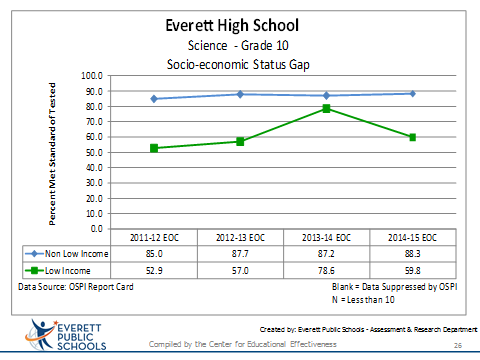 Everett High School
Science - Grade 10
Socio-economic Status Gap
Percent Met Standard of Tested
100.0
90.0
80.0
70.0
60.0
50.0
40.0
30.0
20.0
10.0
0.0
2011-12 EOC 2012-13 EOC 2013-14 EOC 2014-15 EOC
Non Low Income 85.0 87.7 87.2 88.3
Low Income 52.9 57.0 78.6 59.8
Data Source: OSPI Report Card Blank = Data Suppressed by OSPI
N = Less than 10
EVERETT
PUBLIC
SCHOOLS
Created by: Everett Public Schools - Assessment & Research Department
Compiled by the Center for Educational Effectiveness 26